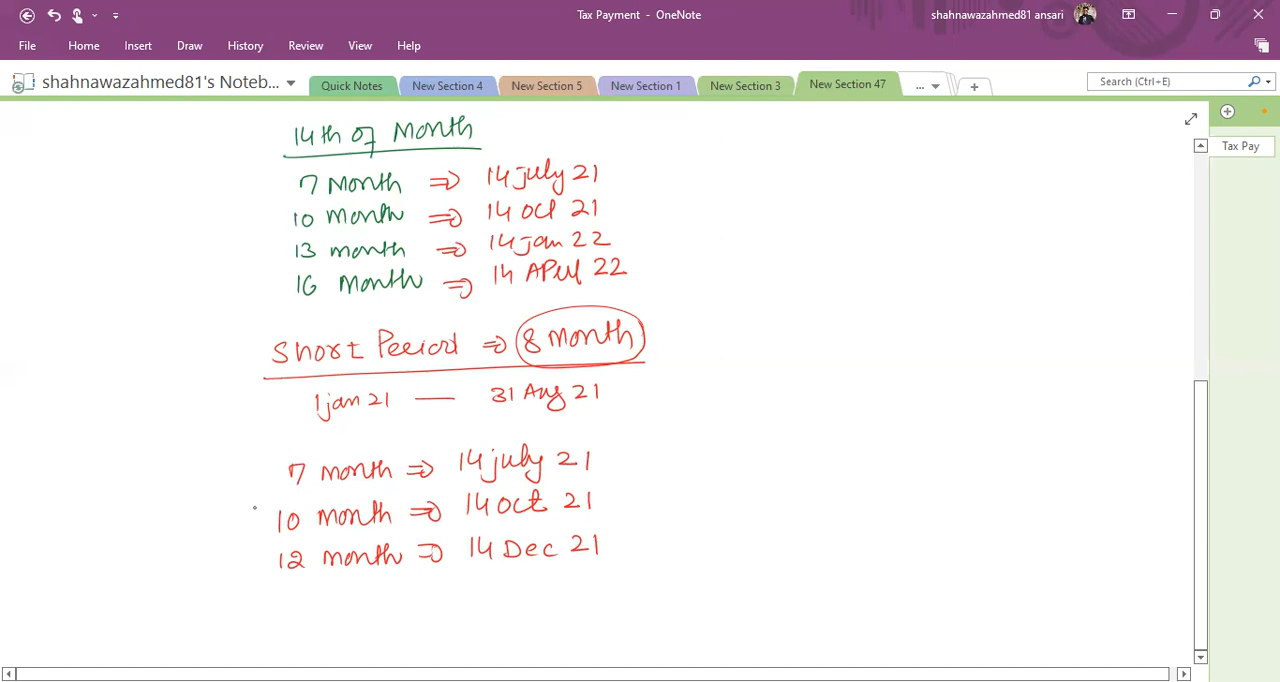 Tax Payment - OneNote
shahnawazahmed81 ansari
File Home Insert Draw History Review View Help
shahnawazahmed81's Noteb... Quick Notes New Section 4 New Section 5 New Section 1 New Section 3 New Section 47 ... + Search (Ctrl+E)
Tax Pay
14th of Month
7 Month ⇒ 14 july 21
10 Month ⇒ 14 oct 21
13 month ⇒ 14 jan 22
16 Month ⇒ 14 April 22
Short Period ⇒ 8 month
1 jan 21 — 31 Aug 21
7 month ⇒ 14 july 21
10 month ⇒ 14 Oct 21
12 month ⇒ 14 Dec 21